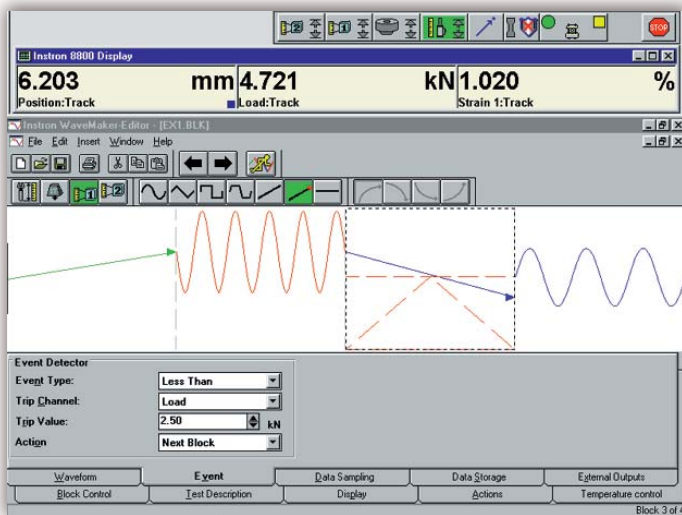 STOP
Instron 8800 Display
6.203 mm 4.721 kN 1.020 %
Position:Track Load:Track Strain 1:Track
Instron WaveMaker-Editor - [EX1.BLK]
File Edit Insert Window Help
Event Detector
Event Type: Less Than
Trip Channel: Load
Trip Value: 2.50 kN
Action Next Block
Waveform Event Data Sampling Data Storage External Outputs
Block Control Test Description Display Actions Temperature control
Block 3 of 4